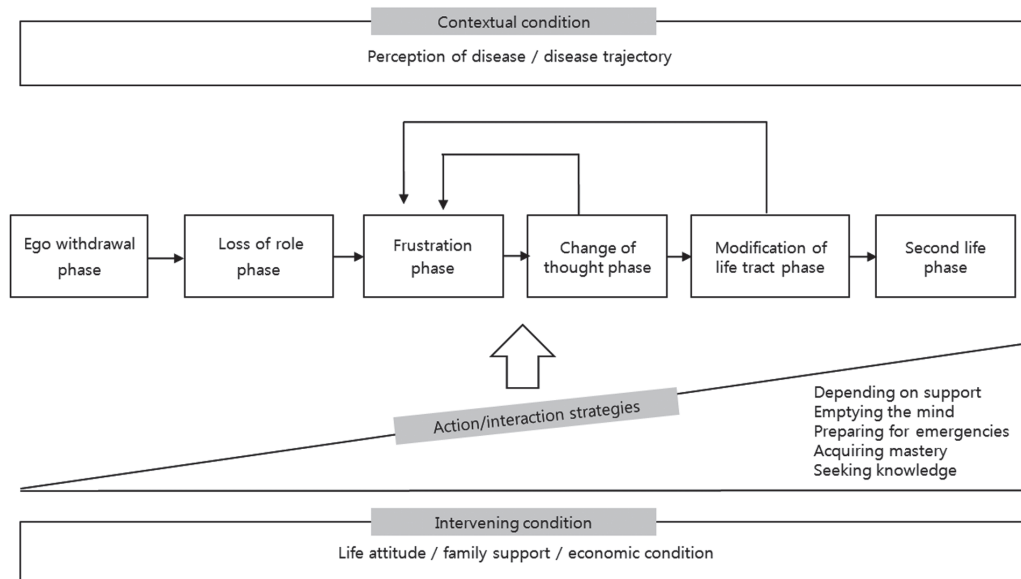 Contextual condition
Perception of disease / disease trajectory
Ego withdrawal
phase
Loss of role
phase
Frustration
phase
Change of
thought phase
Modification of
life tract phase
Second life
phase
Action/interaction strategies
Depending on support
Emptying the mind
Preparing for emergencies
Acquiring mastery
Seeking knowledge
Intervening condition
Life attitude / family support / economic condition